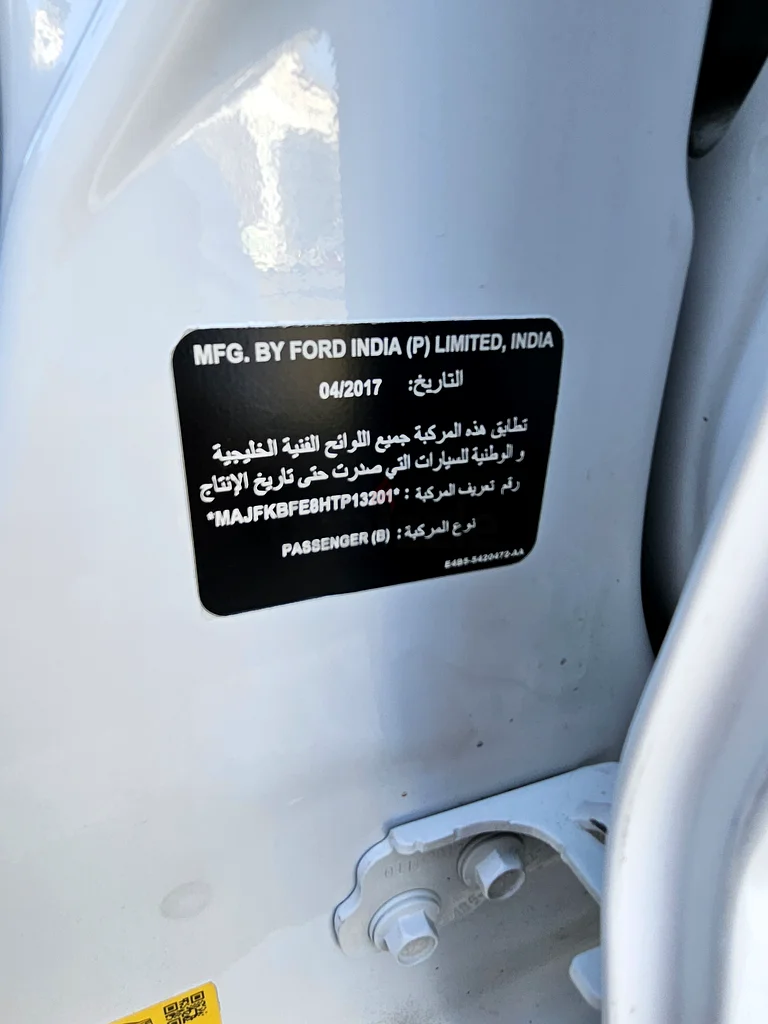 MFG. BY FORD INDIA (P) LIMITED, INDIA
التاريخ: 04/2017
تطابق هذه المركبة جميع اللوائح الفنية الخليجية
و الوطنية للسيارات التي صدرت حتى تاريخ الإنتاج
رقم تعريف المركبة : *MAJFKBFE8HTP13201*
نوع المركبة : PASSENGER (B)
E4B5-5420472-AA